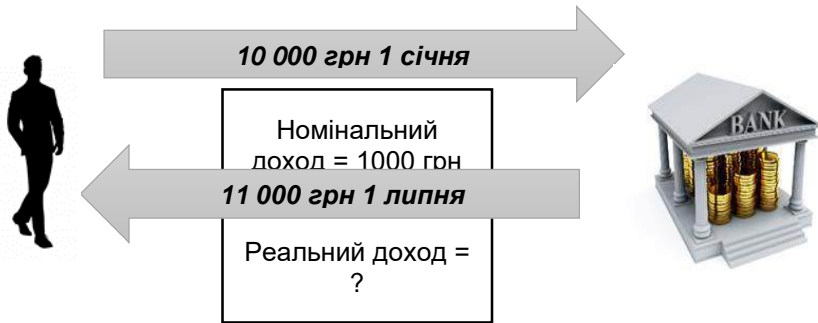 10 000 грн 1 січня
BANK
Номінальний
доход = 1000 грн
11 000 грн 1 липня
Реальний доход =
?